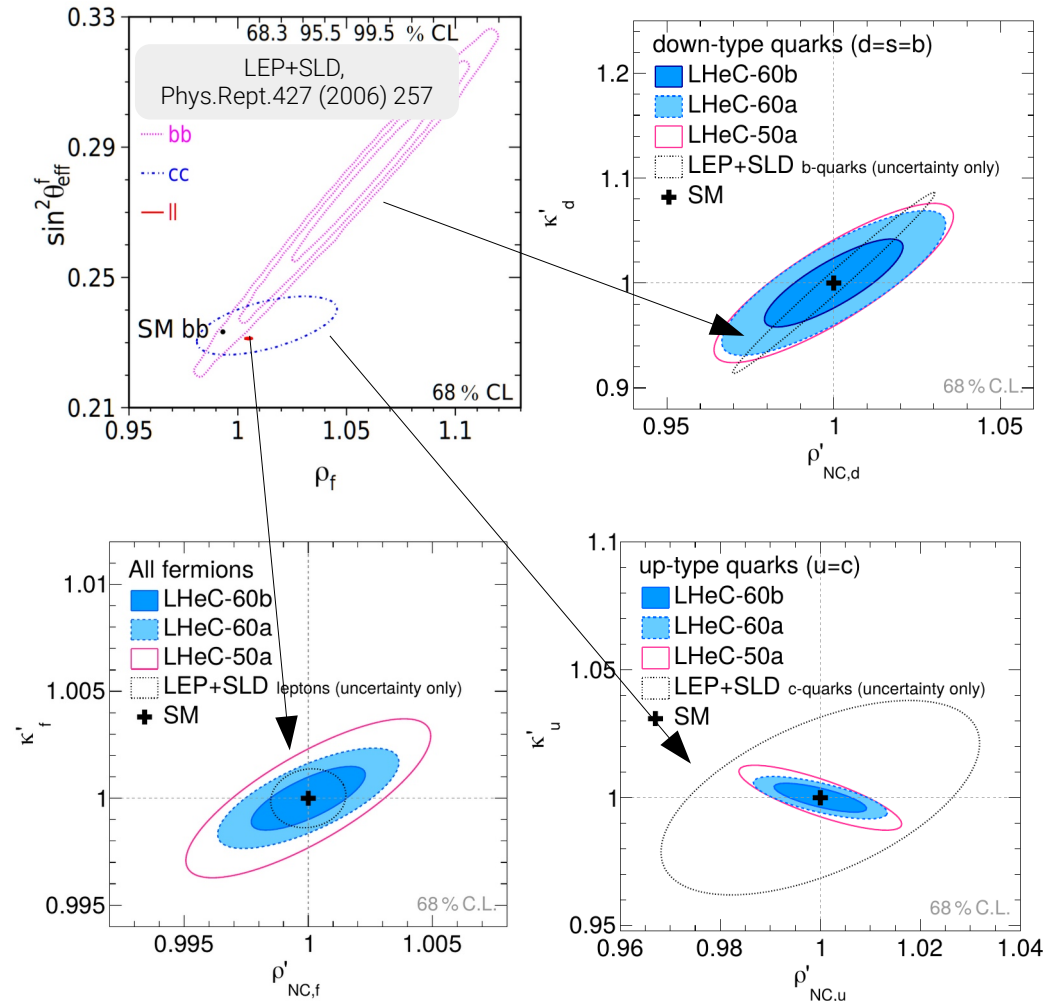 0.33
0.29
0.25
0.21
sin²θ^f_eff
68.3 95.5 99.5 % CL
LEP+SLD,
Phys.Rept.427 (2006) 257
bb
cc
ll
SM bb
68 % CL
0.95 1 1.05 1.1
ρ_f
1.2
1.1
1
0.9
κ'_d
down-type quarks (d=s=b)
LHeC-60b
LHeC-60a
LHeC-50a
LEP+SLD b-quarks (uncertainty only)
SM
68 % C.L.
0.95 1 1.05
ρ'_NC,d
1.01
1.005
1
0.995
κ'_f
All fermions
LHeC-60b
LHeC-60a
LHeC-50a
LEP+SLD leptons (uncertainty only)
SM
68 % C.L.
0.995 1 1.005
ρ'_NC,f
1.1
1.05
1
0.95
κ'_u
up-type quarks (u=c)
LHeC-60b
LHeC-60a
LHeC-50a
LEP+SLD c-quarks (uncertainty only)
SM
68 % C.L.
0.96 0.98 1 1.02 1.04
ρ'_NC,u